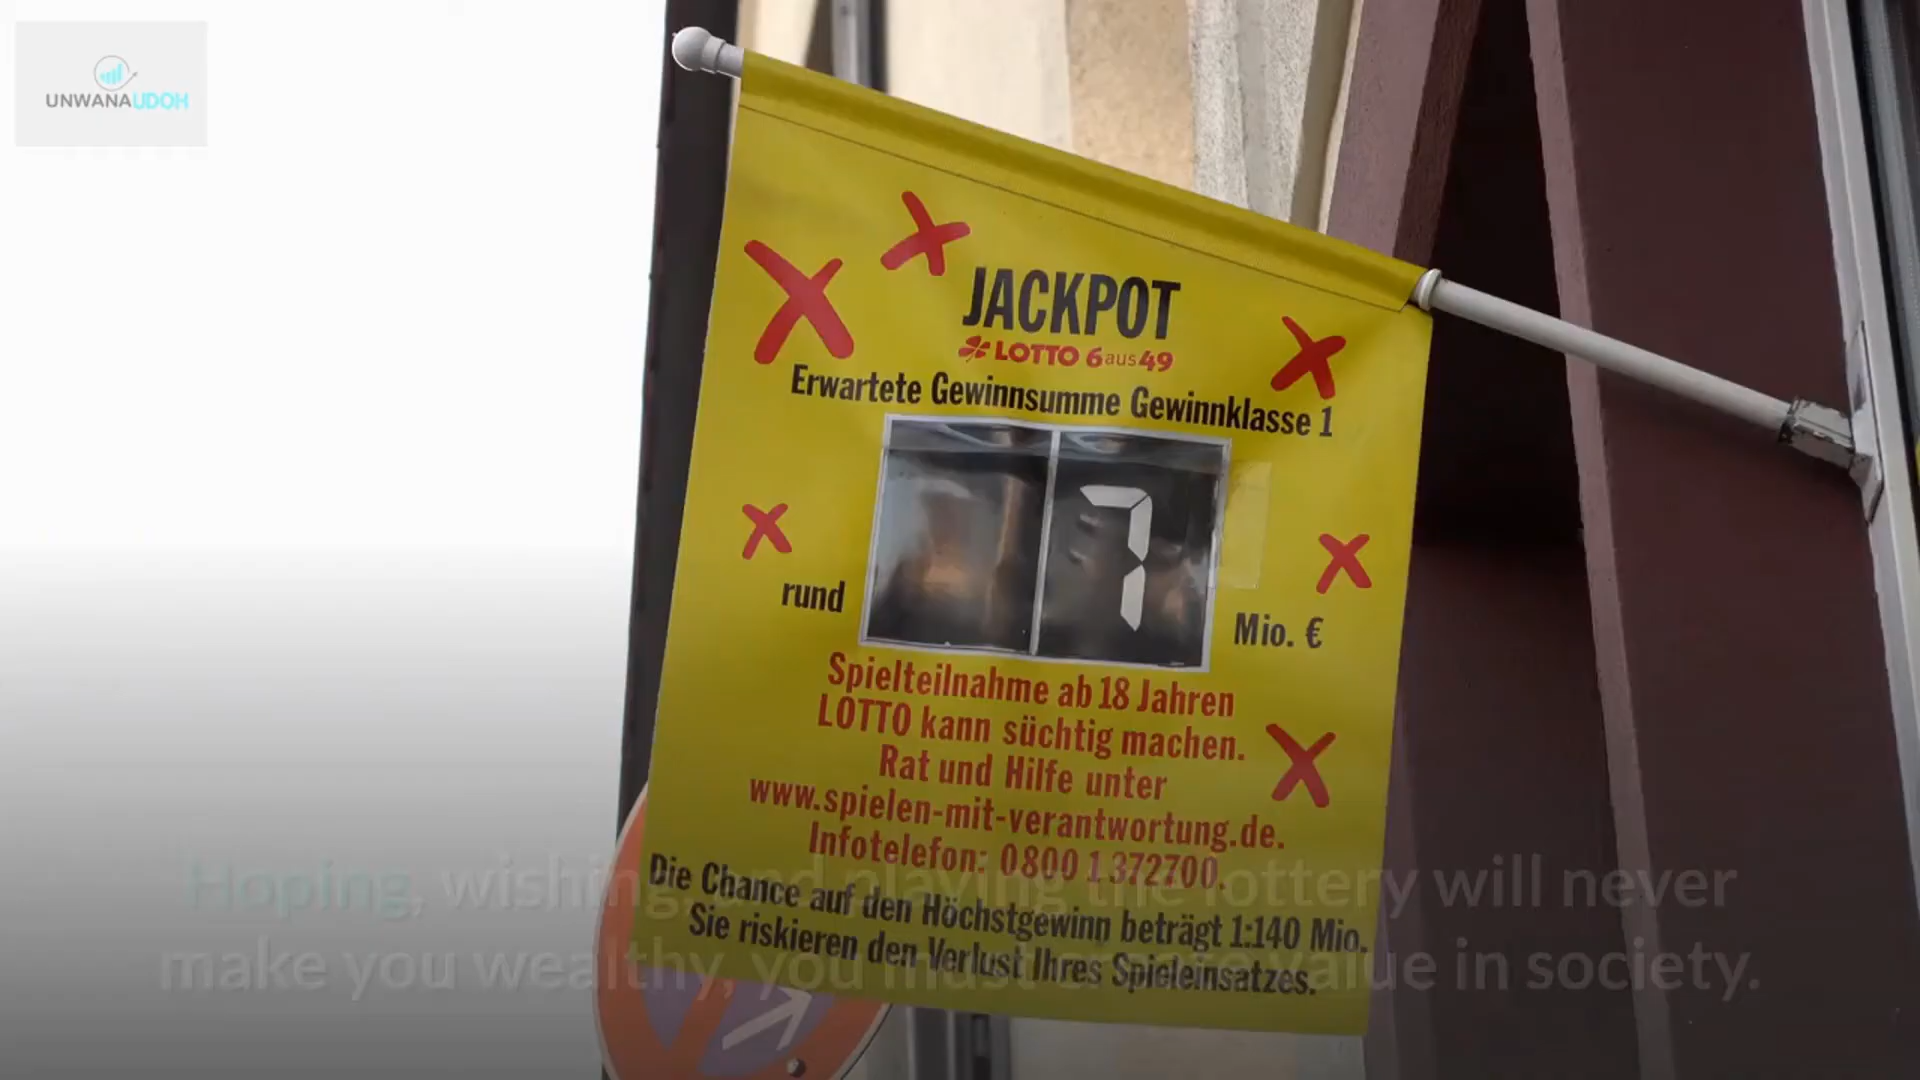 UNWANAUDOH
JACKPOT
LOTTO 6aus49
Erwartete Gewinnsumme Gewinnklasse 1
7
rund
Mio. €
Spielteilnahme ab 18 Jahren
LOTTO kann süchtig machen.
Rat und Hilfe unter
www.spielen-mit-verantwortung.de.
Infotelefon: 0800 1 372700.
Die Chance auf den Höchstgewinn beträgt 1:140 Mio.
Sie riskieren den Verlust Ihres Spieleinsatzes.
Hoping, wishing, and playing the lottery will never
make you wealthy, you must create value in society.